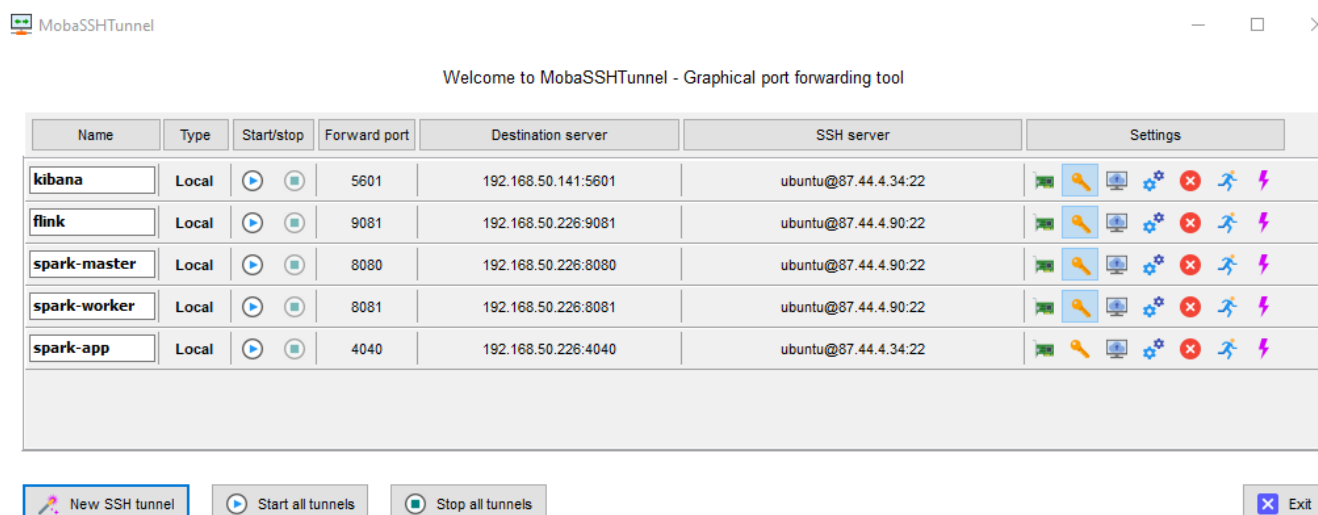 MobaSSHTunnel
Welcome to MobaSSHTunnel - Graphical port forwarding tool
Name Type Start/stop Forward port Destination server SSH server Settings
kibana Local 5601 192.168.50.141:5601 ubuntu@87.44.4.34:22
flink Local 9081 192.168.50.226:9081 ubuntu@87.44.4.90:22
spark-master Local 8080 192.168.50.226:8080 ubuntu@87.44.4.90:22
spark-worker Local 8081 192.168.50.226:8081 ubuntu@87.44.4.90:22
spark-app Local 4040 192.168.50.226:4040 ubuntu@87.44.4.34:22
New SSH tunnel Start all tunnels Stop all tunnels Exit